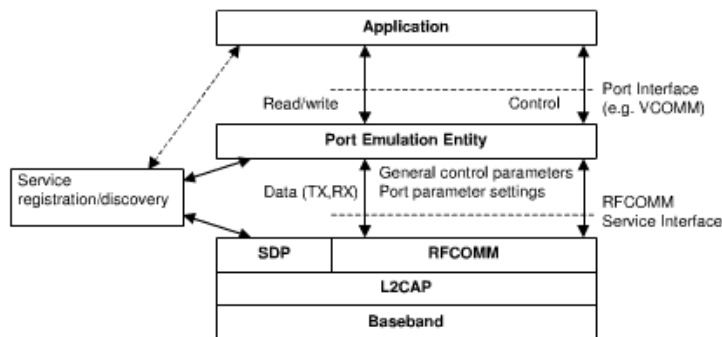 Application
Read/write
Control
Port Interface
(e.g. VCOMM)
Port Emulation Entity
Service
registration/discovery
Data (TX,RX)
General control parameters
Port parameter settings
RFCOMM
Service Interface
SDP
RFCOMM
L2CAP
Baseband